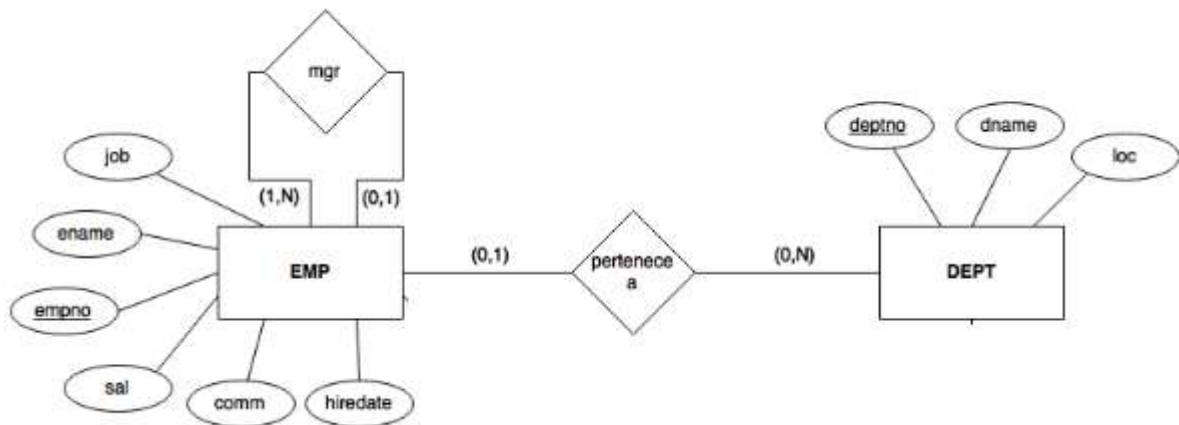 mgr
deptno
dname
job
loc
(1,N)
(0,1)
ename
EMP
(0,1)
pertenece
a
(0,N)
DEPT
empno
sal
comm
hiredate